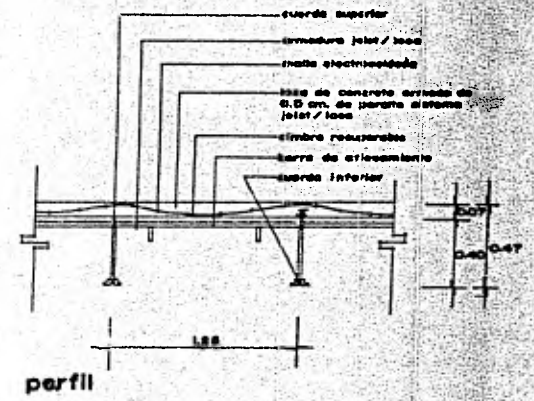 cuerda superior
armadura joist/losa
malla electrosoldada
losa de concreto armado de
6.5 cm. de peralte sistema
joist/losa
cimbra recuperable
barra de atiesamiento
cuerda inferior
0.07
0.40
0.47
1.25
perfil